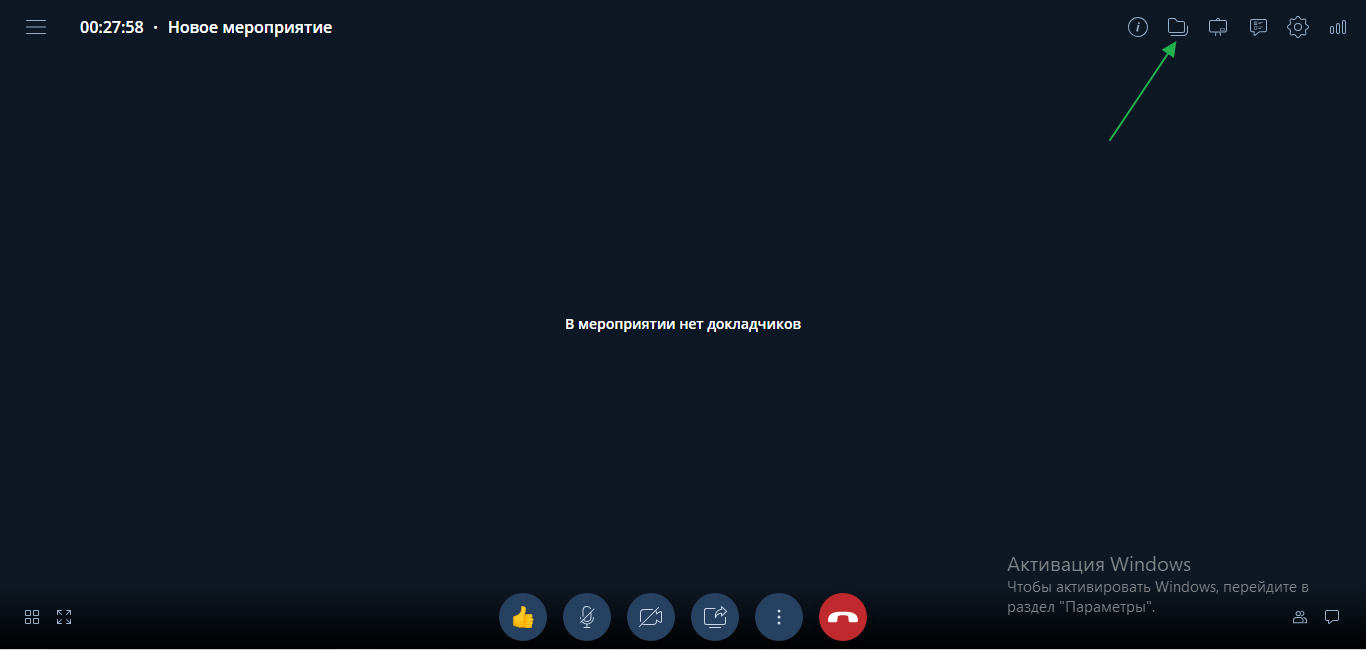 00:27:58 · Новое мероприятие
В мероприятии нет докладчиков
Активация Windows
Чтобы активировать Windows, перейдите в
раздел "Параметры".